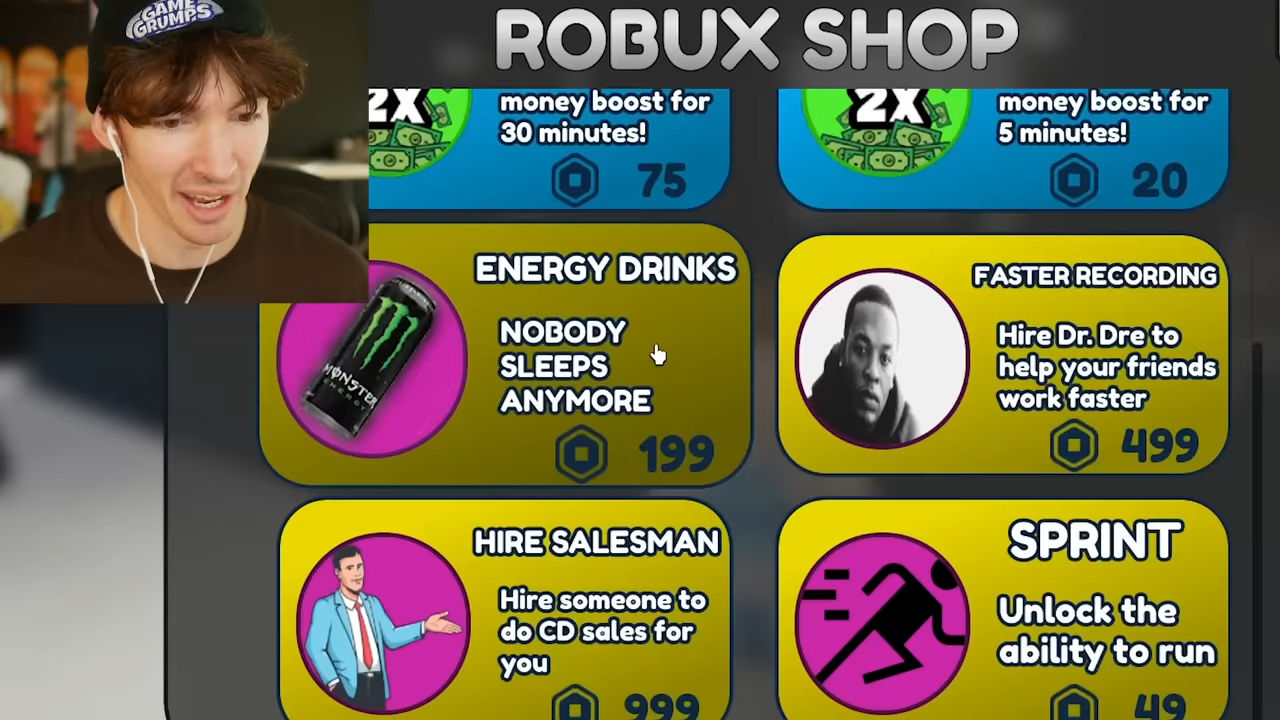 GAME
GRUMPS
ROBUX SHOP
2X
money boost for
30 minutes!
75
2X
money boost for
5 minutes!
20
ENERGY DRINKS
NOBODY
SLEEPS
ANYMORE
MONSTER
ENERGY
199
FASTER RECORDING
Hire Dr. Dre to
help your friends
work faster
499
HIRE SALESMAN
Hire someone to
do CD sales for
you
999
SPRINT
Unlock the
ability to run
49